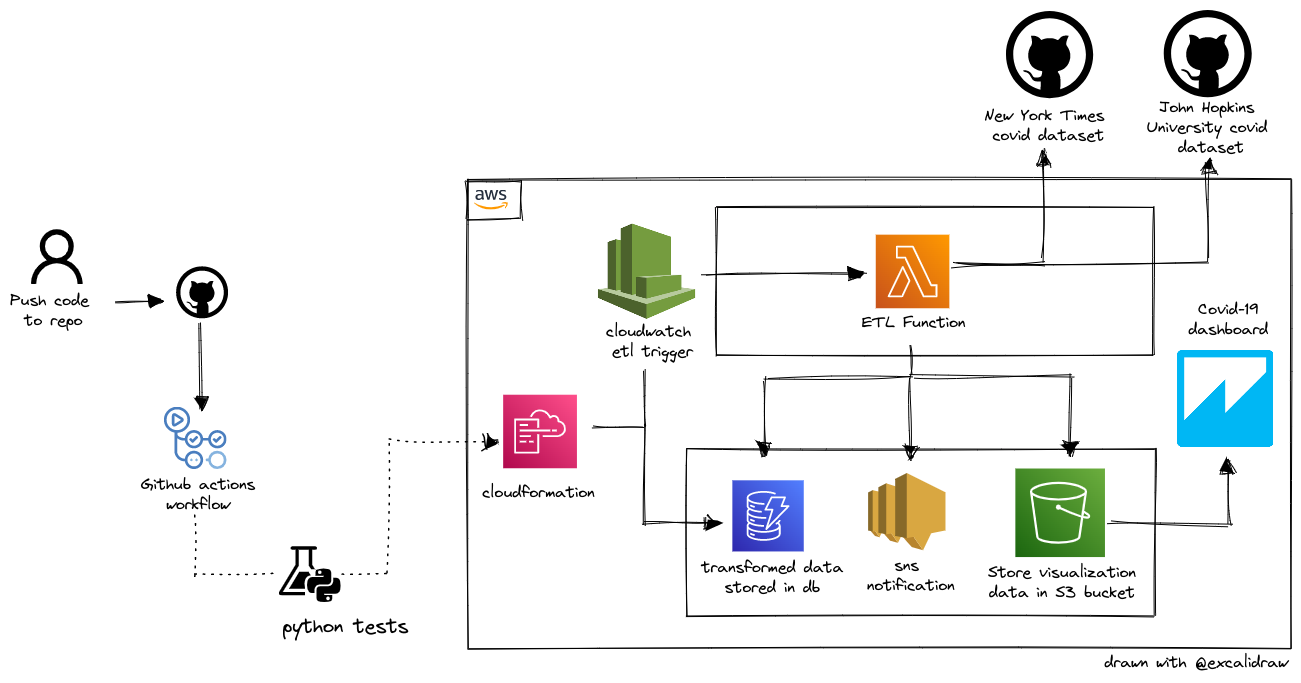 New York Times
covid dataset
John Hopkins
University covid
dataset
aws
Push code
to repo
cloudwatch
etl trigger
ETL Function
Covid-19
dashboard
Github actions
workflow
cloudformation
transformed data
stored in db
sns
notification
Store visualization
data in S3 bucket
python tests
drawn with @excalidraw